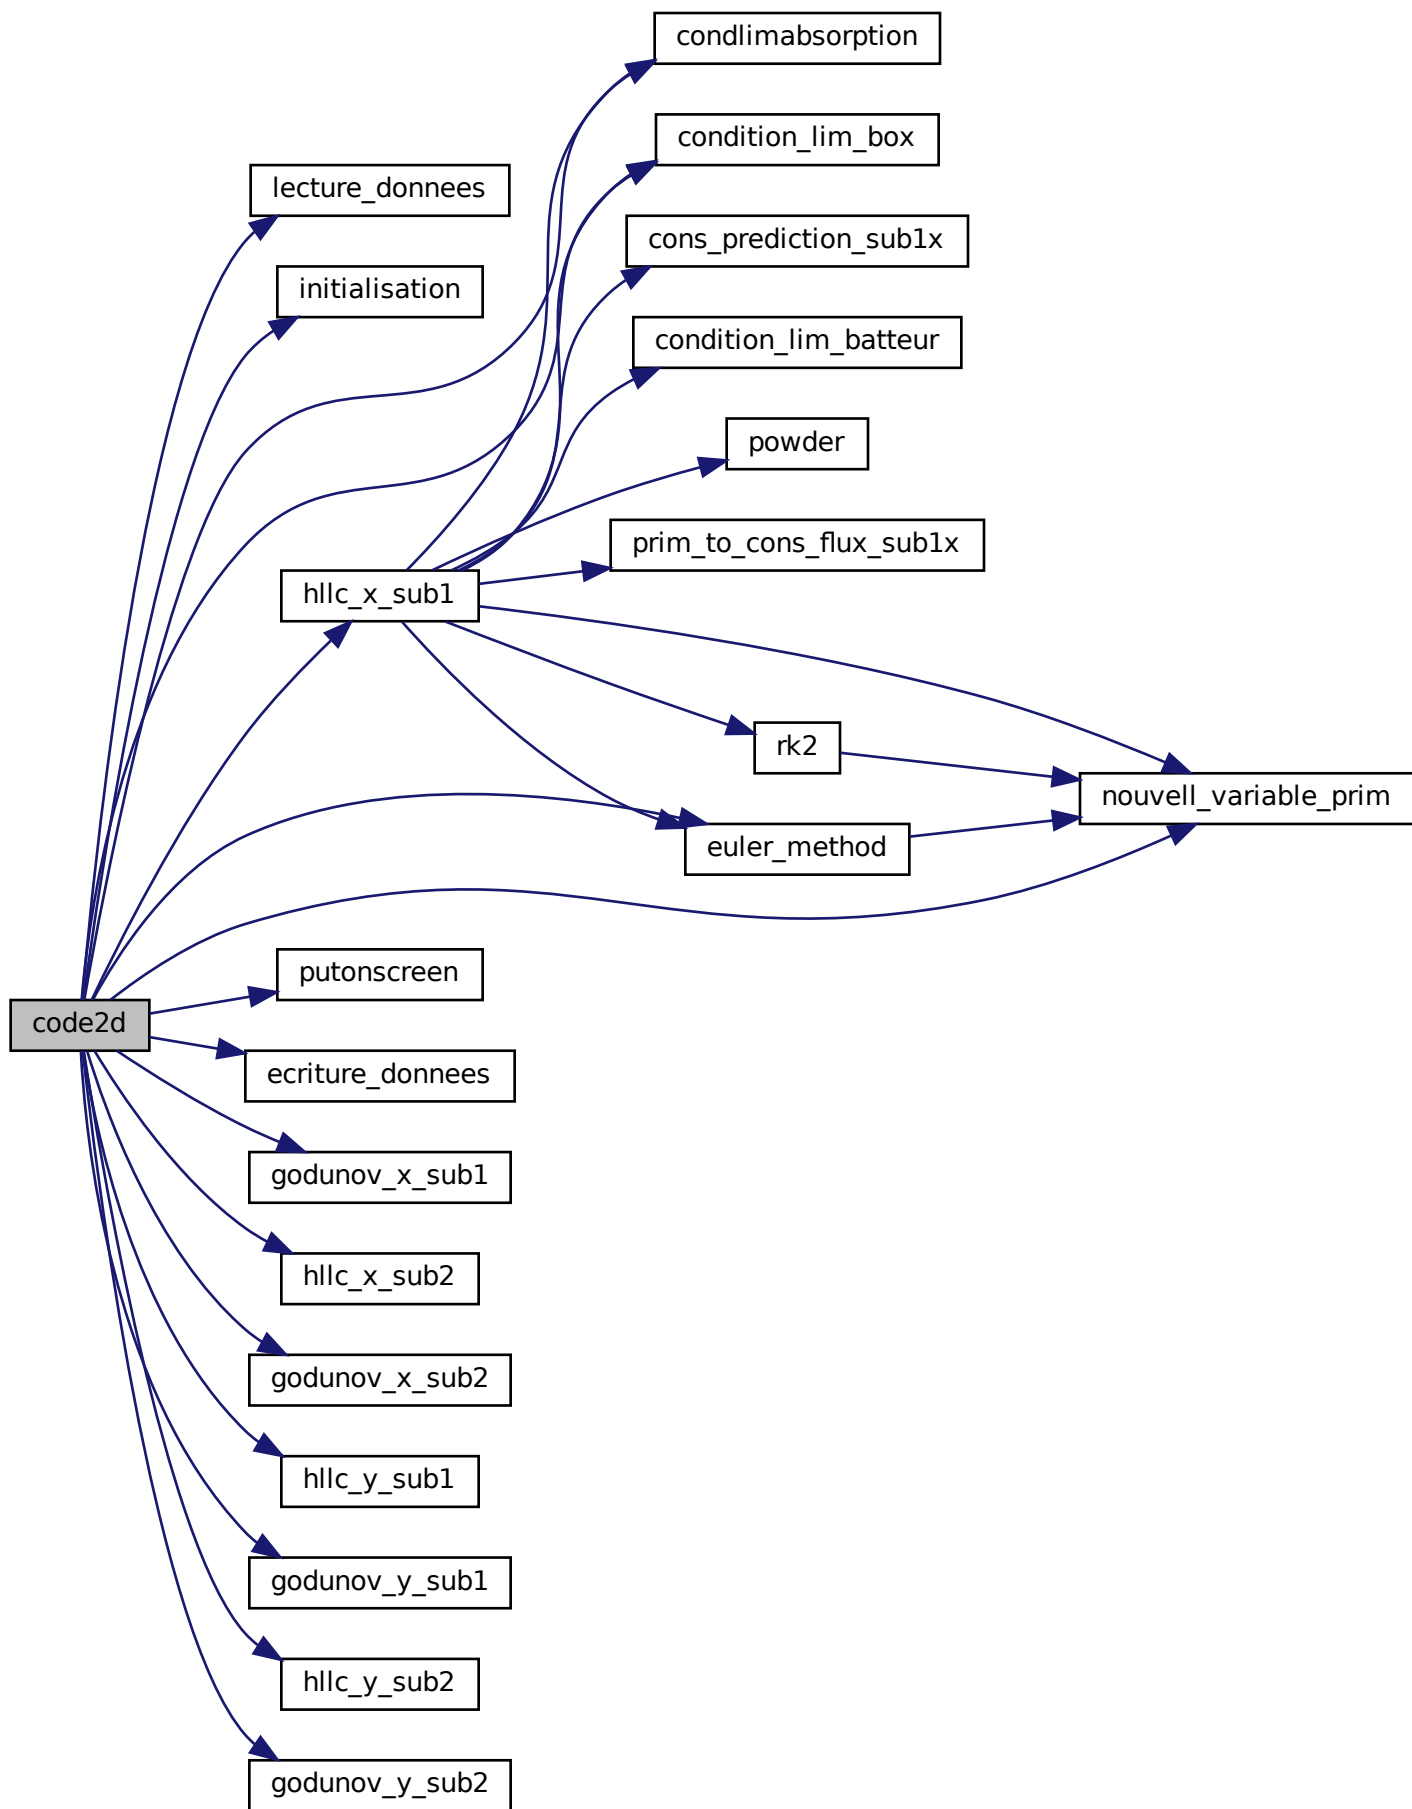 condlimabsorption
condition_lim_box
lecture_donnees
cons_prediction_sub1x
initialisation
condition_lim_batteur
powder
prim_to_cons_flux_sub1x
hllc_x_sub1
rk2
nouvell_variable_prim
euler_method
putonscreen
code2d
ecriture_donnees
godunov_x_sub1
hllc_x_sub2
godunov_x_sub2
hllc_y_sub1
godunov_y_sub1
hllc_y_sub2
godunov_y_sub2